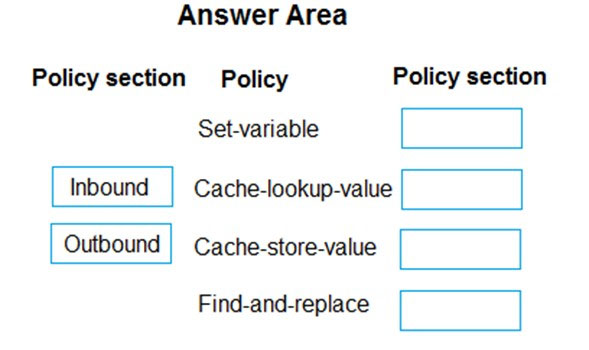 Answer Area
Policy section Policy Policy section
Set-variable
Inbound Cache-lookup-value
Outbound Cache-store-value
Find-and-replace